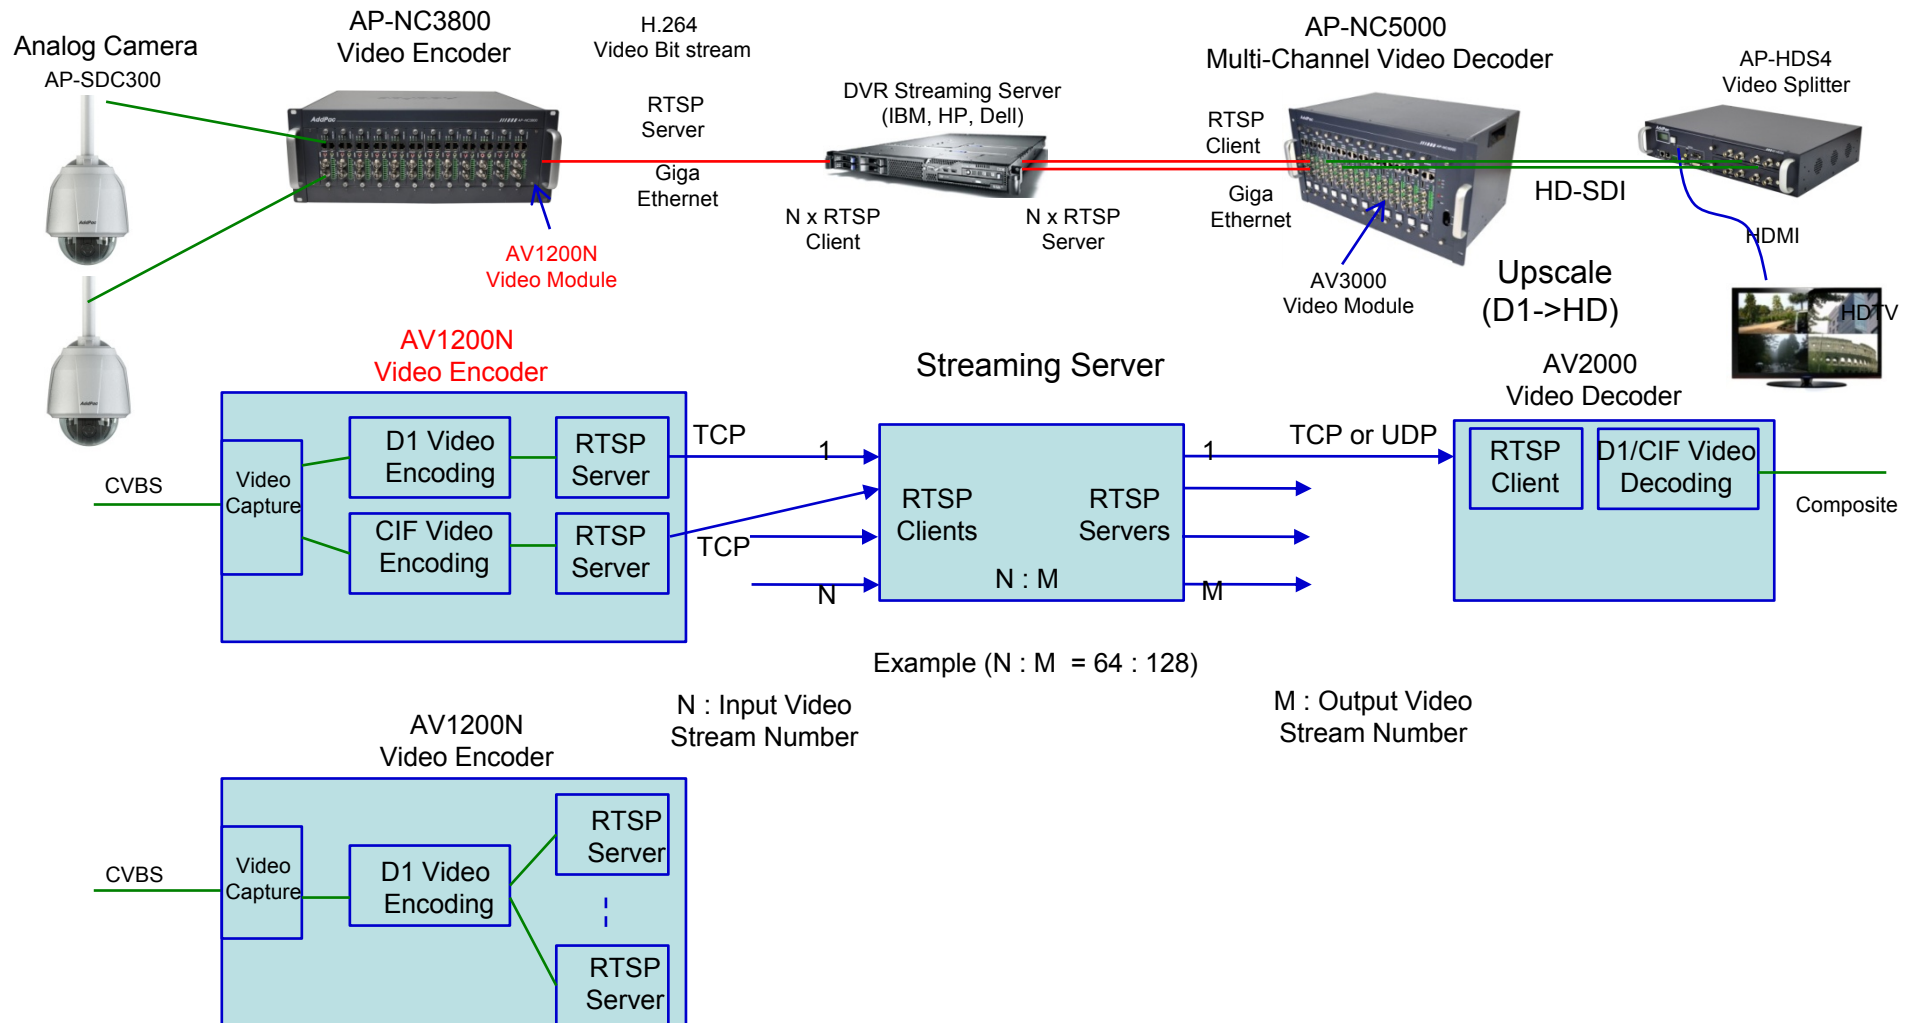 Analog Camera
AP-SDC300
AP-NC3800
Video Encoder
H.264
Video Bit stream
RTSP
Server
Giga
Ethernet
AddPac
AddPac
AddPac
AV1200N
Video Module
DVR Streaming Server
(IBM, HP, Dell)
N x RTSP
Client
N x RTSP
Server
AP-NC5000
Multi-Channel Video Decoder
RTSP
Client
Giga
Ethernet
AddPac
AV3000
Video Module
HD-SDI
Upscale
(D1->HD)
AP-HDS4
Video Splitter
AddPac
HDMI
HDTV
AV1200N
Video Encoder
CVBS
Video
Capture
D1 Video
Encoding
RTSP
Server
CIF Video
Encoding
RTSP
Server
TCP
TCP
1
N
Streaming Server
RTSP
Clients
RTSP
Servers
N : M
1
M
TCP or UDP
AV2000
Video Decoder
RTSP
Client
D1/CIF Video
Decoding
Composite
Example (N : M = 64 : 128)
N : Input Video
Stream Number
M : Output Video
Stream Number
AV1200N
Video Encoder
CVBS
Video
Capture
D1 Video
Encoding
RTSP
Server
RTSP
Server